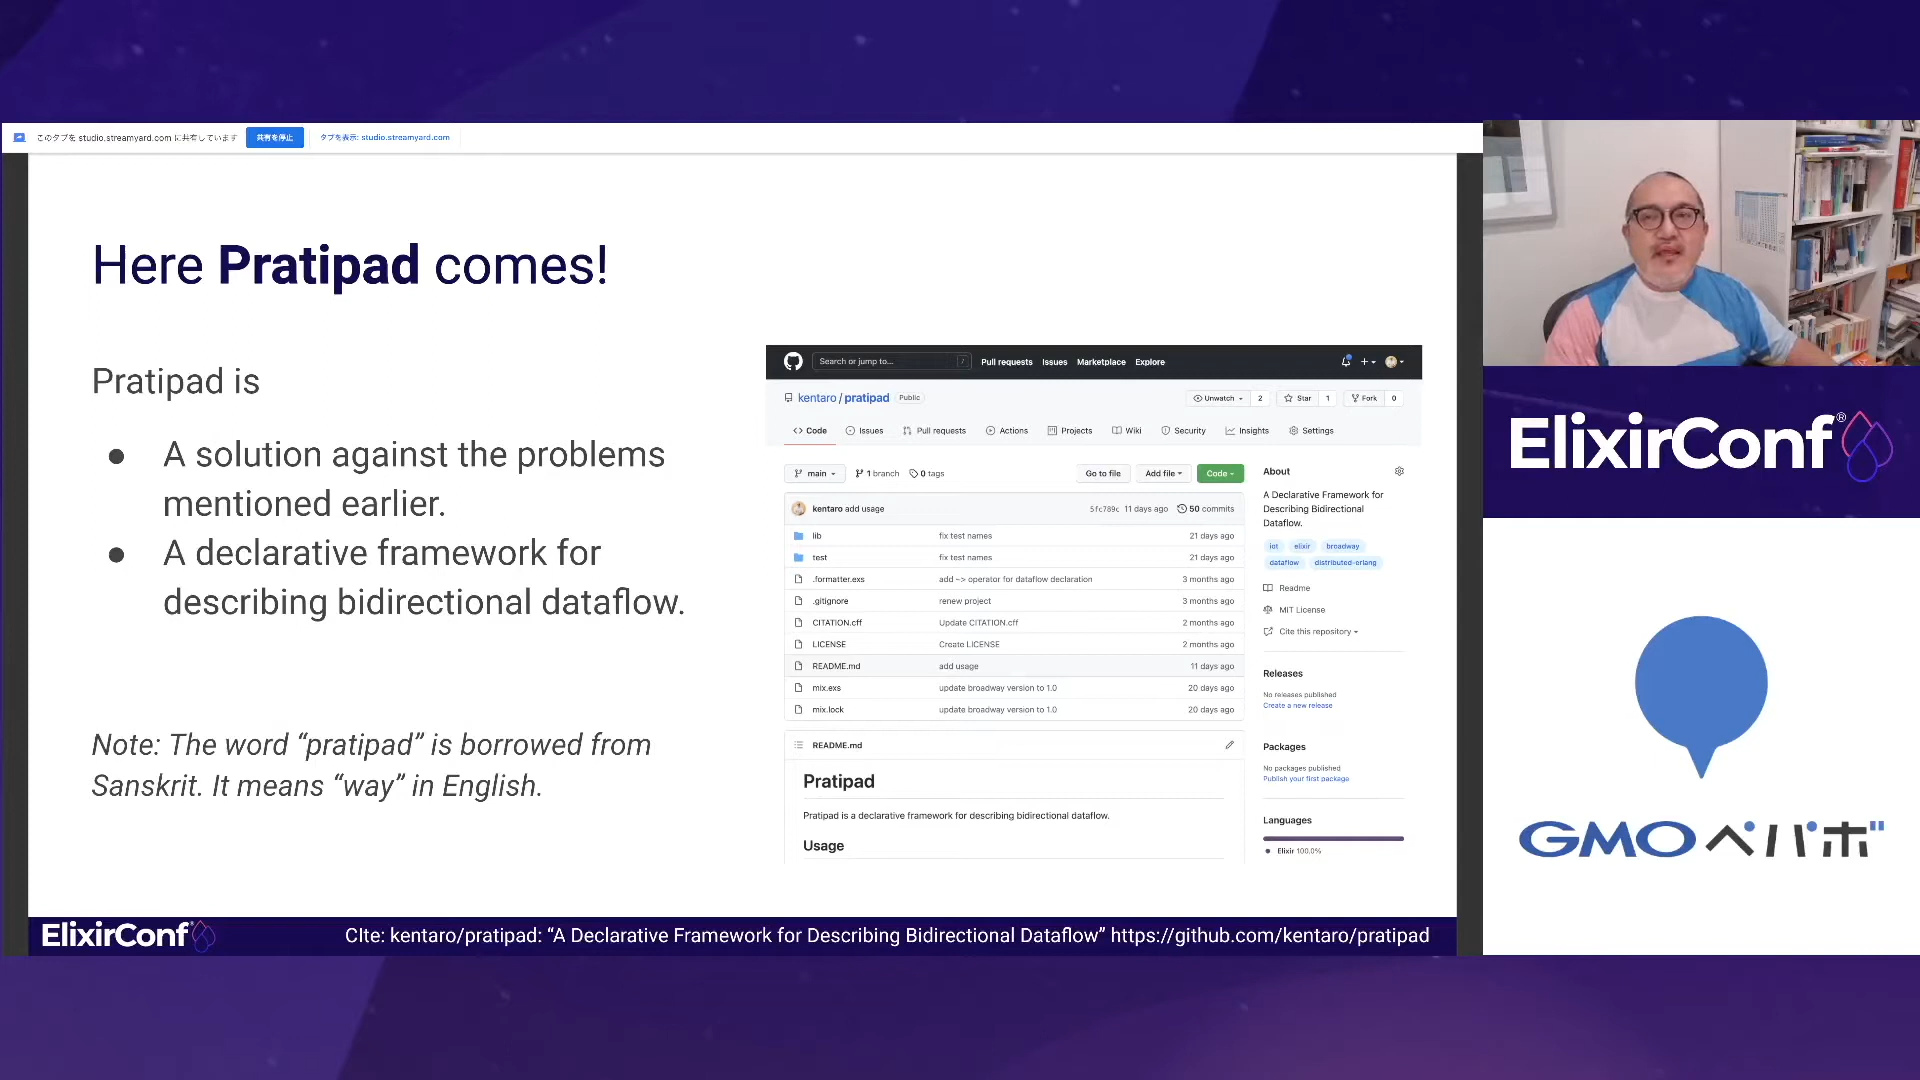 このタブを studio.streamyard.com に共有しています
共有を停止
タブを表示: studio.streamyard.com
Here Pratipad comes!
Pratipad is
● A solution against the problems
mentioned earlier.
● A declarative framework for
describing bidirectional dataflow.
Note: The word “pratipad” is borrowed from
Sanskrit. It means “way” in English.
Search or jump to... /
Pull requests Issues Marketplace Explore
kentaro / pratipad Public
Unwatch 2 Star 1 Fork 0
Code Issues Pull requests Actions Projects Wiki Security Insights Settings
main 1 branch 0 tags Go to file Add file Code
kentaro add usage 5fc789c 11 days ago 50 commits
lib fix test names 21 days ago
test fix test names 21 days ago
.formatter.exs add ~> operator for dataflow declaration 3 months ago
.gitignore renew project 3 months ago
CITATION.cff Update CITATION.cff 2 months ago
LICENSE Create LICENSE 2 months ago
README.md add usage 11 days ago
mix.exs update broadway version to 1.0 20 days ago
mix.lock update broadway version to 1.0 20 days ago
README.md
Pratipad
Pratipad is a declarative framework for describing bidirectional dataflow.
Usage
About
A Declarative Framework for
Describing Bidirectional
Dataflow.
iot elixir broadway
dataflow distributed-erlang
Readme
MIT License
Cite this repository
Releases
No releases published
Create a new release
Packages
No packages published
Publish your first package
Languages
Elixir 100.0%
ElixirConf
CIte: kentaro/pratipad: “A Declarative Framework for Describing Bidirectional Dataflow” https://github.com/kentaro/pratipad
ElixirConf®
GMOペパボ